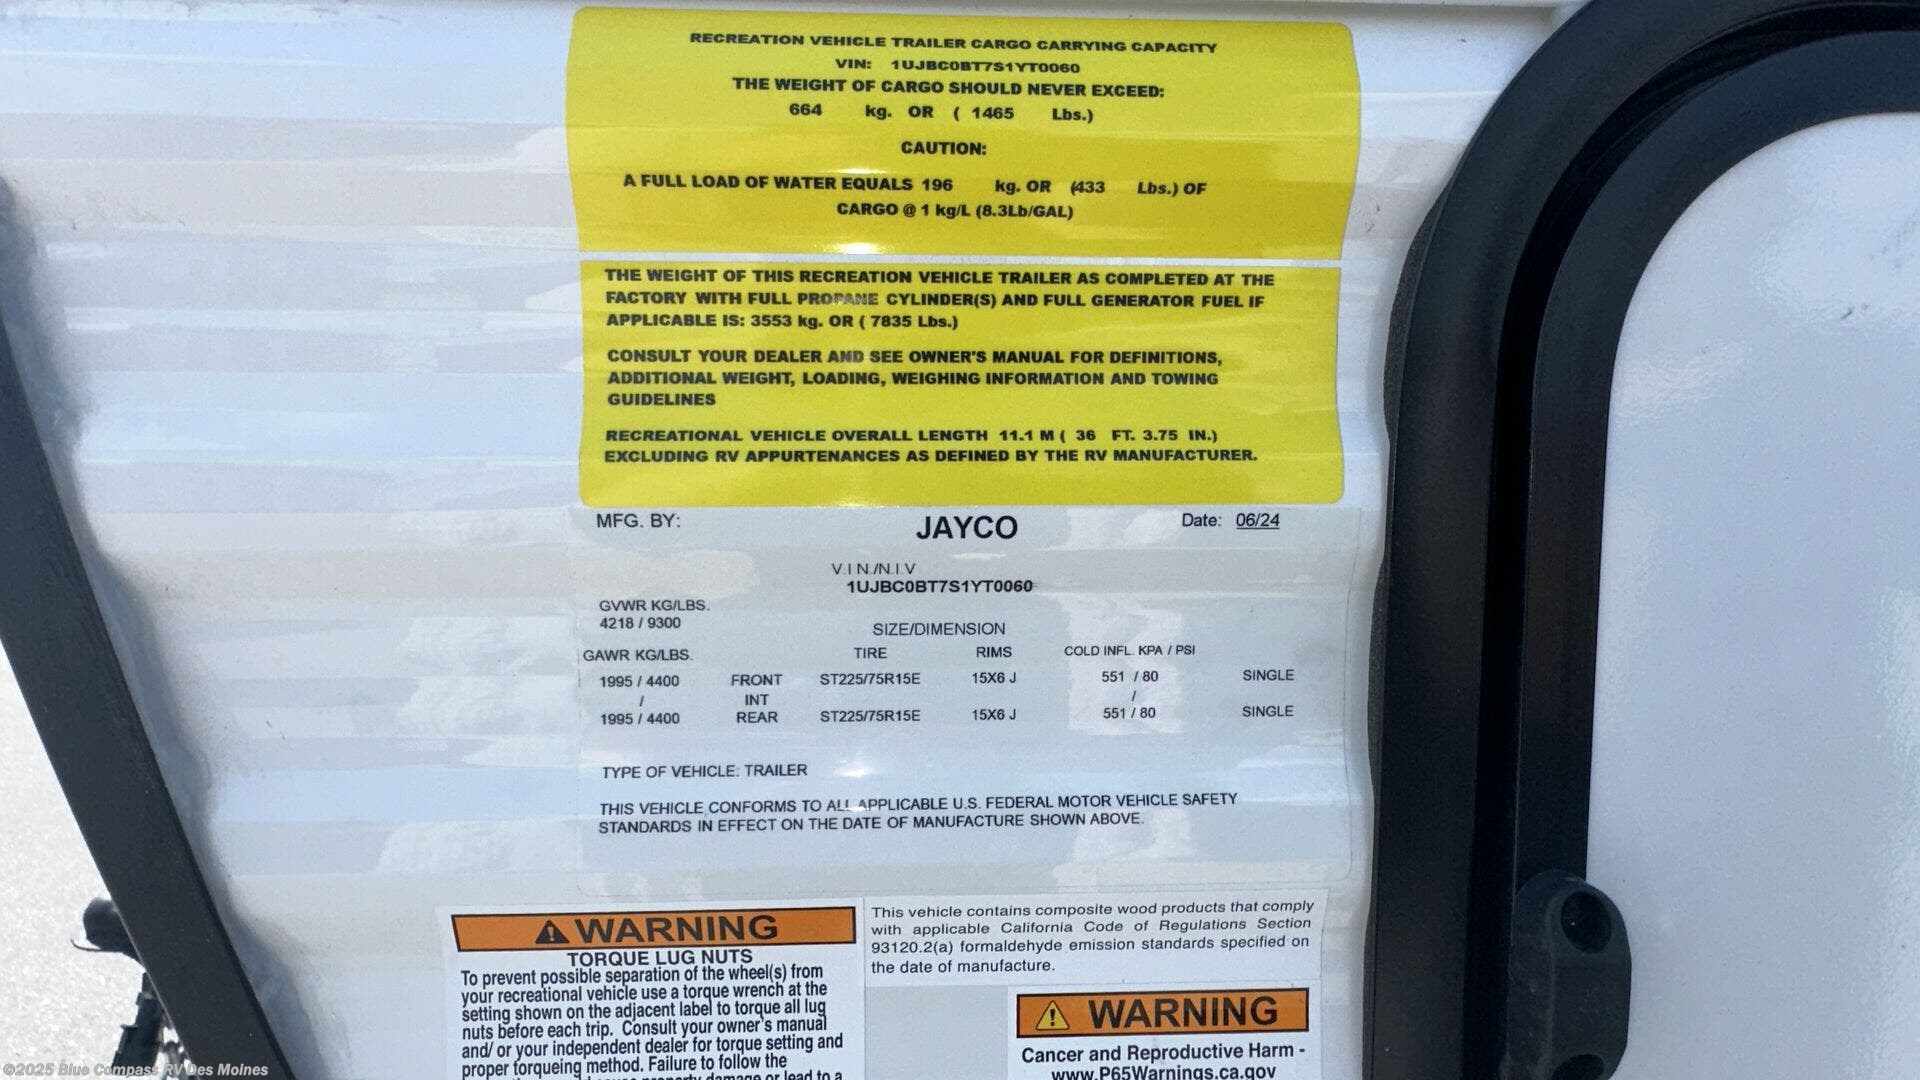 RECREATION VEHICLE TRAILER CARGO CARRYING CAPACITY
VIN: 1UJBC0BT7S1YT0060
THE WEIGHT OF CARGO SHOULD NEVER EXCEED:
664 kg. OR ( 1465 Lbs.)
CAUTION:
A FULL LOAD OF WATER EQUALS 196 kg. OR (433 Lbs.) OF
CARGO @ 1 kg/L (8.3Lb/GAL)
THE WEIGHT OF THIS RECREATION VEHICLE TRAILER AS COMPLETED AT THE
FACTORY WITH FULL PROPANE CYLINDER(S) AND FULL GENERATOR FUEL IF
APPLICABLE IS: 3553 kg. OR ( 7835 Lbs.)
CONSULT YOUR DEALER AND SEE OWNER'S MANUAL FOR DEFINITIONS,
ADDITIONAL WEIGHT, LOADING, WEIGHING INFORMATION AND TOWING
GUIDELINES
RECREATIONAL VEHICLE OVERALL LENGTH 11.1 M ( 36 FT. 3.75 IN.)
EXCLUDING RV APPURTENANCES AS DEFINED BY THE RV MANUFACTURER.
MFG. BY: JAYCO Date: 06/24
V.I N./N.I.V
1UJBC0BT7S1YT0060
GVWR KG/LBS.
4218 / 9300
SIZE/DIMENSION
GAWR KG/LBS. TIRE RIMS COLD INFL. KPA / PSI
1995 / 4400 FRONT ST225/75R15E 15X6 J 551 / 80 SINGLE
/ INT /
1995 / 4400 REAR ST225/75R15E 15X6 J 551 / 80 SINGLE
TYPE OF VEHICLE: TRAILER
THIS VEHICLE CONFORMS TO ALL APPLICABLE U.S. FEDERAL MOTOR VEHICLE SAFETY
STANDARDS IN EFFECT ON THE DATE OF MANUFACTURE SHOWN ABOVE.
WARNING
TORQUE LUG NUTS
To prevent possible separation of the wheel(s) from
your recreational vehicle use a torque wrench at the
setting shown on the adjacent label to torque all lug
nuts before each trip. Consult your owner's manual
and/ or your independent dealer for torque setting and
proper torqueing method. Failure to follow the
property damage or lead to a
This vehicle contains composite wood products that comply
with applicable California Code of Regulations Section
93120.2(a) formaldehyde emission standards specified on
the date of manufacture.
WARNING
Cancer and Reproductive Harm -
www.P65Warnings.ca.gov
©2025 Blue Compass RV Des Moines